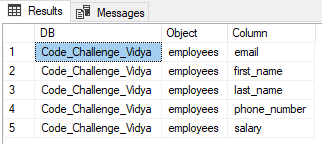 Results Messages
DB Object Column
1 Code_Challenge_Vidya employees email
2 Code_Challenge_Vidya employees first_name
3 Code_Challenge_Vidya employees last_name
4 Code_Challenge_Vidya employees phone_number
5 Code_Challenge_Vidya employees salary